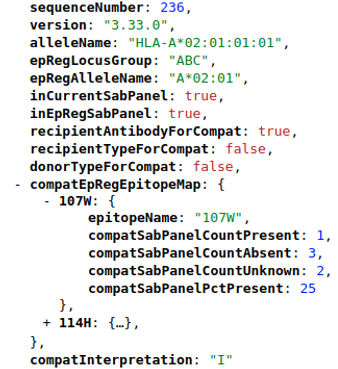 sequenceNumber: 236,
version: "3.33.0",
alleleName: "HLA-A*02:01:01:01",
epRegLocusGroup: "ABC",
epRegAlleleName: "A*02:01",
inCurrentSabPanel: true,
inEpRegSabPanel: true,
recipientAntibodyForCompat: true,
recipientTypeForCompat: false,
donorTypeForCompat: false,
- compatEpRegEpitopeMap: {
- 107W: {
epitopeName: "107W",
compatSabPanelCountPresent: 1,
compatSabPanelCountAbsent: 3,
compatSabPanelCountUnknown: 2,
compatSabPanelPctPresent: 25
},
+ 114H: {…},
},
compatInterpretation: "I"